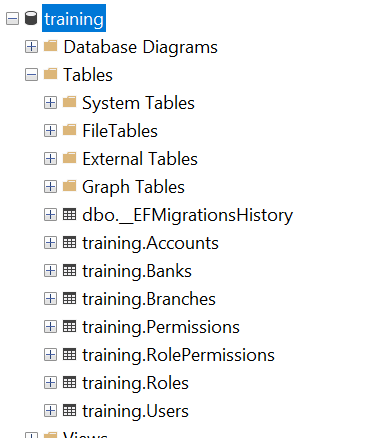 training
Database Diagrams
Tables
System Tables
FileTables
External Tables
Graph Tables
dbo.__EFMigrationsHistory
training.Accounts
training.Banks
training.Branches
training.Permissions
training.RolePermissions
training.Roles
training.Users
Views